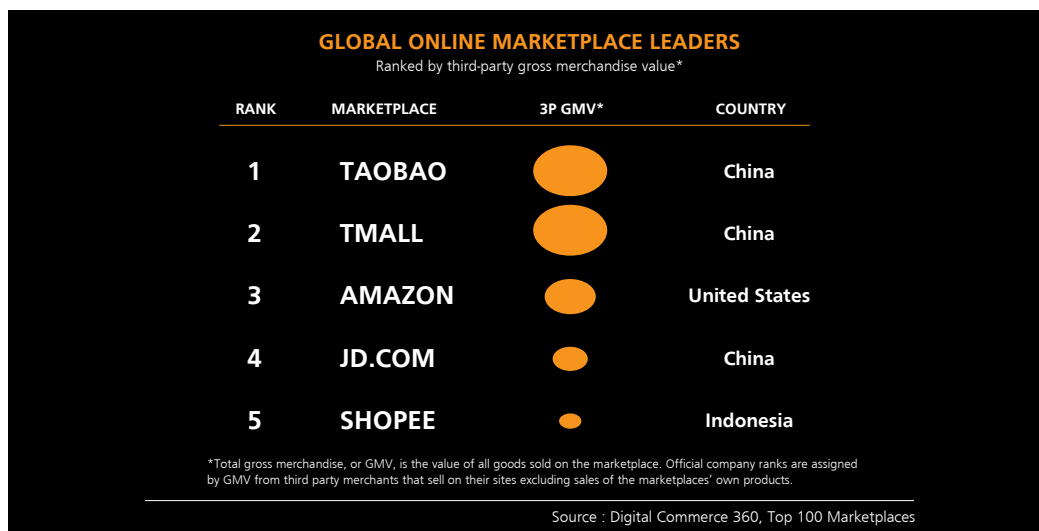 GLOBAL ONLINE MARKETPLACE LEADERS
Ranked by third-party gross merchandise value*
RANK MARKETPLACE 3P GMV* COUNTRY
1 TAOBAO China
2 TMALL China
3 AMAZON United States
4 JD.COM China
5 SHOPEE Indonesia
*Total gross merchandise, or GMV, is the value of all goods sold on the marketplace. Official company ranks are assigned
by GMV from third party merchants that sell on their sites excluding sales of the marketplaces’ own products.
Source : Digital Commerce 360, Top 100 Marketplaces